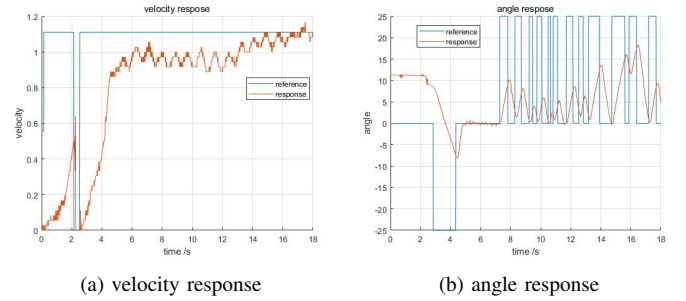 velocity respose
1.2
1
0.8
0.6
0.4
0.2
0
velocity
reference
response
0 2 4 6 8 10 12 14 16 18
time /s
(a) velocity response
angle respose
25
20
15
10
5
0
-5
-10
-15
-20
-25
angle
reference
response
0 2 4 6 8 10 12 14 16 18
time /s
(b) angle response